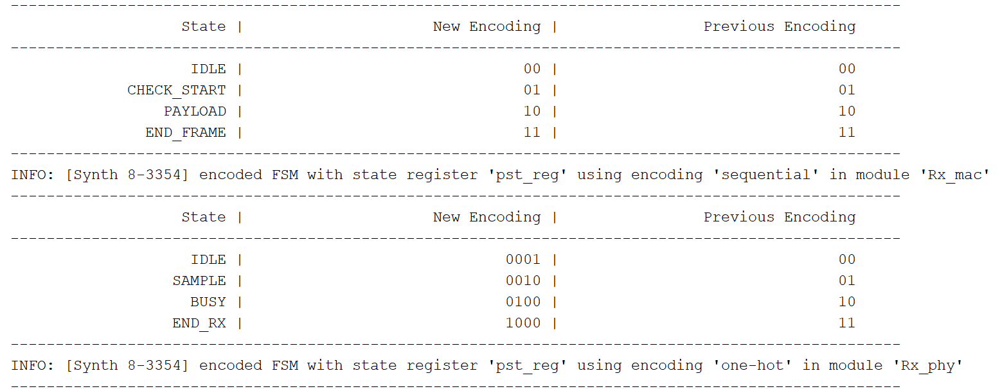 ---------------------------------------------------------------------------------------------------
                   State |                     New Encoding |                Previous Encoding
---------------------------------------------------------------------------------------------------
                    IDLE |                               00 |                               00
             CHECK_START |                               01 |                               01
                 PAYLOAD |                               10 |                               10
               END_FRAME |                               11 |                               11
---------------------------------------------------------------------------------------------------
INFO: [Synth 8-3354] encoded FSM with state register 'pst_reg' using encoding 'sequential' in module 'Rx_mac'
---------------------------------------------------------------------------------------------------
                   State |                     New Encoding |                Previous Encoding
---------------------------------------------------------------------------------------------------
                    IDLE |                             0001 |                               00
                  SAMPLE |                             0010 |                               01
                    BUSY |                             0100 |                               10
                  END_RX |                             1000 |                               11
---------------------------------------------------------------------------------------------------
INFO: [Synth 8-3354] encoded FSM with state register 'pst_reg' using encoding 'one-hot' in module 'Rx_phy'
---------------------------------------------------------------------------------------------------